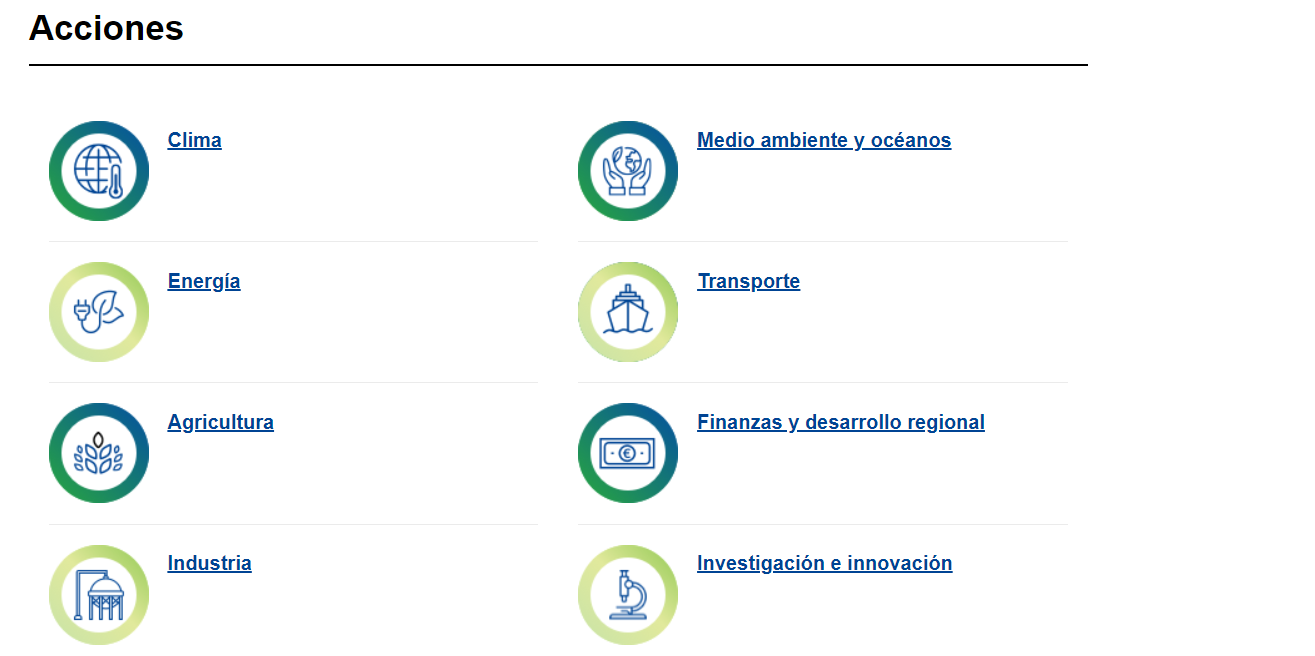 Acciones
Clima
Medio ambiente y océanos
Energía
Transporte
Agricultura
Finanzas y desarrollo regional
€
Industria
Investigación e innovación